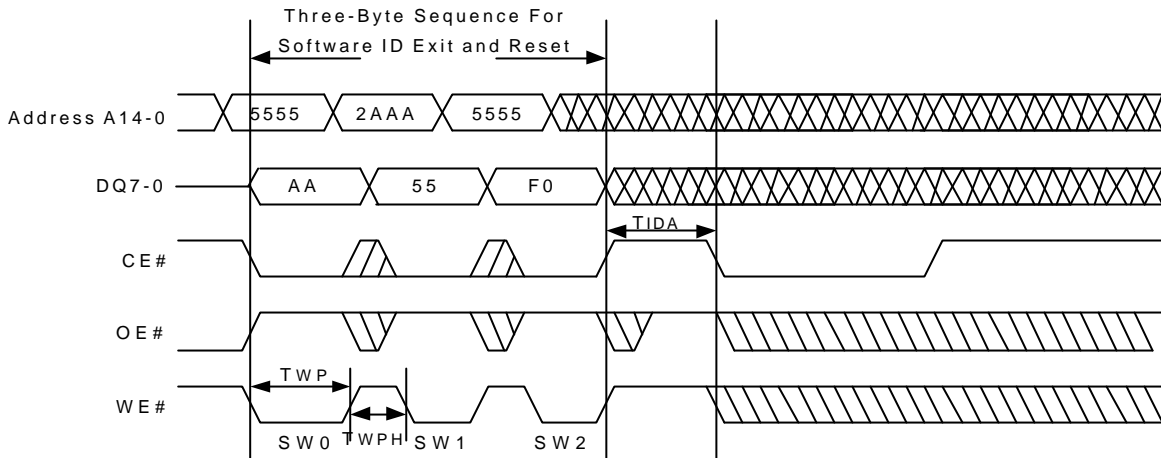 Three-Byte Sequence For
Software ID Exit and Reset
Address A14-0
5555
2AAA
5555
DQ7-0
AA
55
F0
TIDA
CE#
OE#
TWP
WE#
SW0
TWPH
SW1
SW2